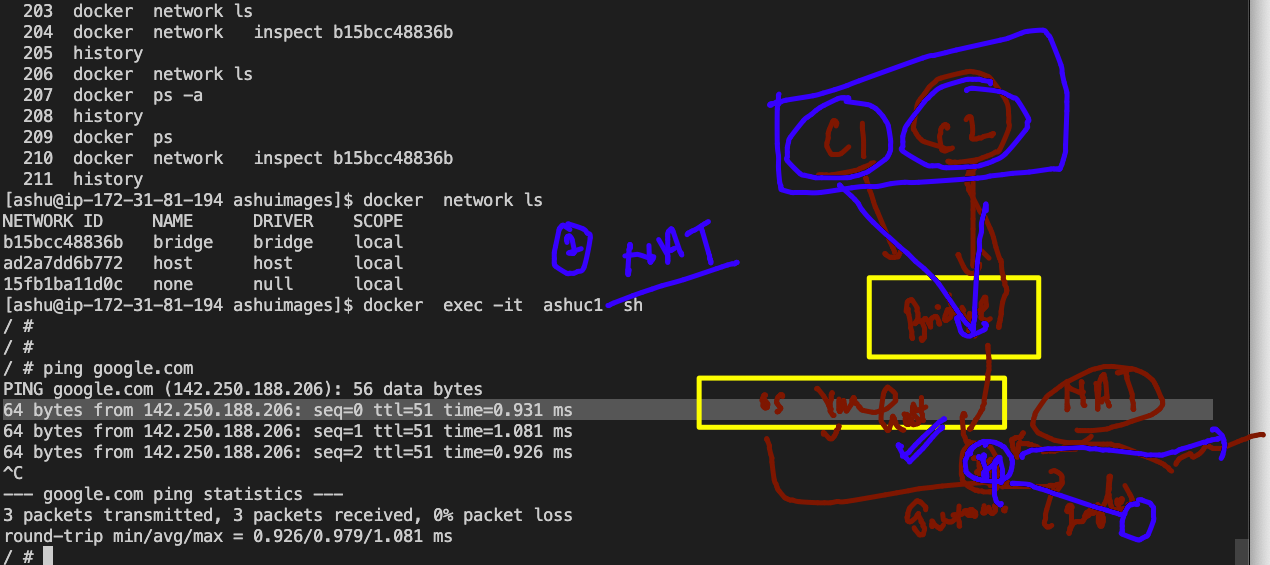 203  docker  network ls
204  docker  network   inspect b15bcc48836b
205  history
206  docker  network ls
207  docker  ps -a
208  history
209  docker  ps
210  docker  network   inspect b15bcc48836b
211  history
[ashu@ip-172-31-81-194 ashuimages]$ docker  network ls
NETWORK ID     NAME      DRIVER    SCOPE
b15bcc48836b   bridge    bridge    local
ad2a7dd6b772   host      host      local
15fb1ba11d0c   none      null      local
[ashu@ip-172-31-81-194 ashuimages]$ docker  exec -it  ashuc1  sh
/ #
/ #
/ # ping google.com
PING google.com (142.250.188.206): 56 data bytes
64 bytes from 142.250.188.206: seq=0 ttl=51 time=0.931 ms
64 bytes from 142.250.188.206: seq=1 ttl=51 time=1.081 ms
64 bytes from 142.250.188.206: seq=2 ttl=51 time=0.926 ms
^C
--- google.com ping statistics ---
3 packets transmitted, 3 packets received, 0% packet loss
round-trip min/avg/max = 0.926/0.979/1.081 ms
/ #
C1 C2
NAT
NAT